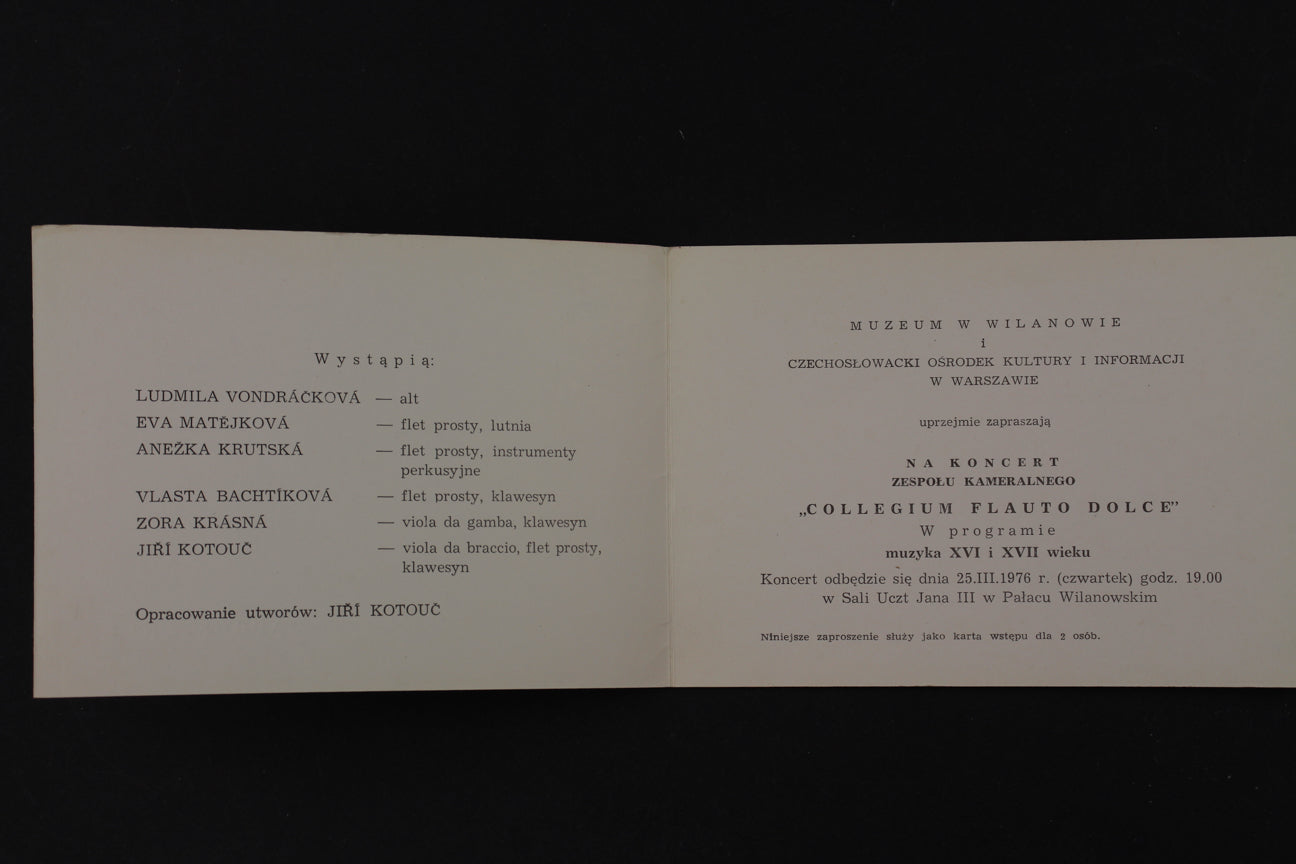 Wystąpią:
LUDMILA VONDRÁČKOVÁ — alt
EVA MATĚJKOVÁ — flet prosty, lutnia
ANEŽKA KRUTSKÁ — flet prosty, instrumenty
perkusyjne
VLASTA BACHTÍKOVÁ — flet prosty, klawesyn
ZORA KRÁSNÁ — viola da gamba, klawesyn
JIŘÍ KOTOUČ — viola da braccio, flet prosty,
klawesyn
Opracowanie utworów: JIŘÍ KOTOUČ
MUZEUM W WILANOWIE
i
CZECHOSŁOWACKI OŚRODEK KULTURY I INFORMACJI
W WARSZAWIE
uprzejmie zapraszają
NA KONCERT
ZESPOŁU KAMERALNEGO
„COLLEGIUM FLAUTO DOLCE”
W programie
muzyka XVI i XVII wieku
Koncert odbędzie się dnia 25.III.1976 r. (czwartek) godz. 19.00
w Sali Uczt Jana III w Pałacu Wilanowskim
Niniejsze zaproszenie służy jako karta wstępu dla 2 osób.